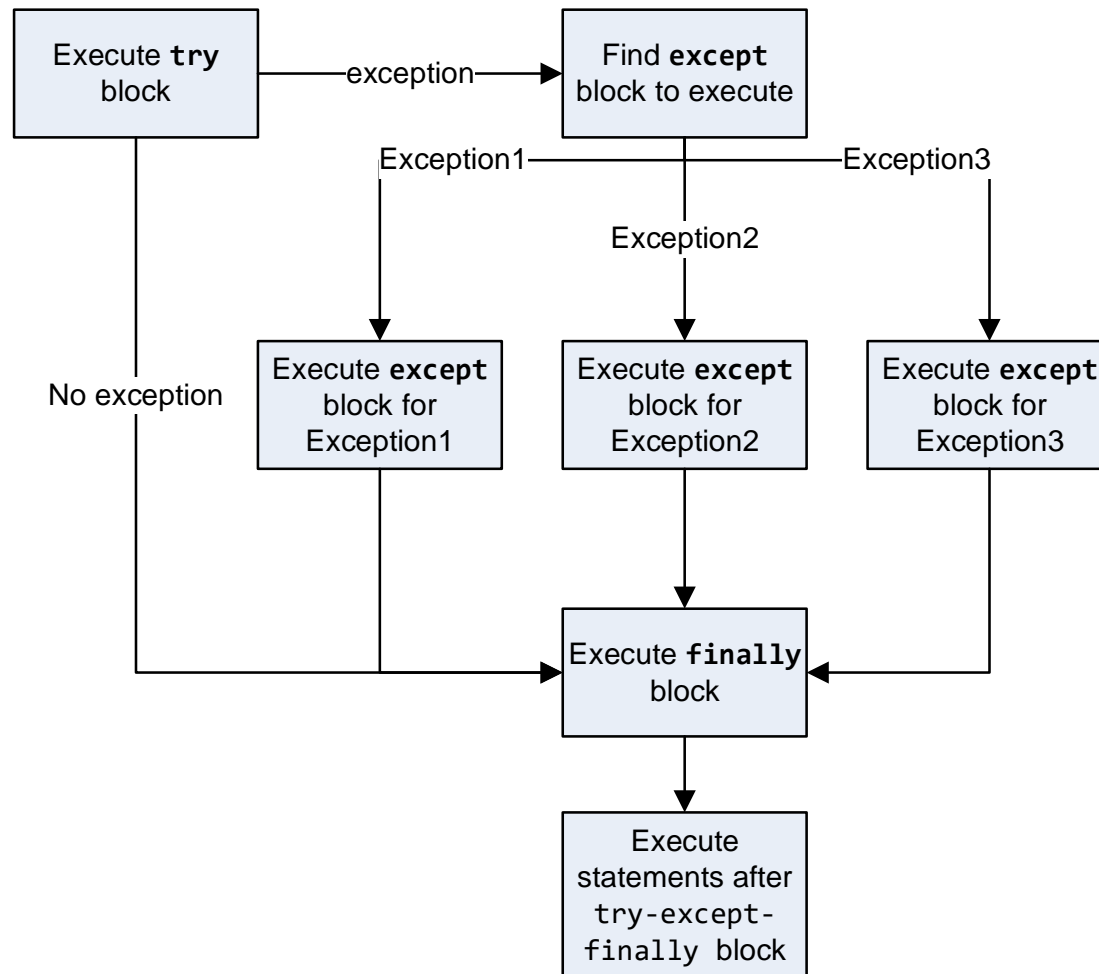 Execute try
block
exception
Find except
block to execute
Exception1
Exception3
Exception2
No exception
Execute except
block for
Exception1
Execute except
block for
Exception2
Execute except
block for
Exception3
Execute finally
block
Execute
statements after
try-except-
finally block